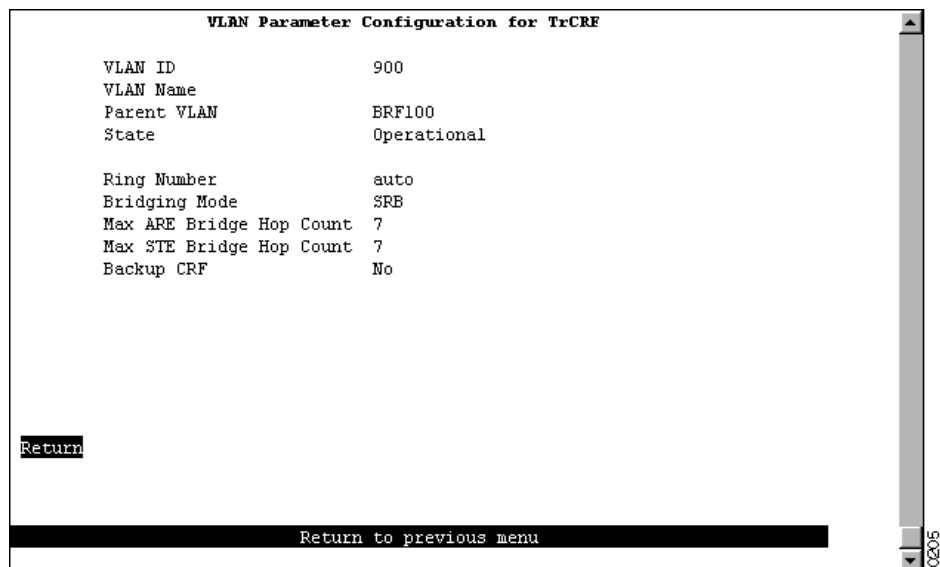 VLAN Parameter Configuration for TrCRF
VLAN ID 900
VLAN Name
Parent VLAN BRF100
State Operational
Ring Number auto
Bridging Mode SRB
Max ARE Bridge Hop Count 7
Max STE Bridge Hop Count 7
Backup CRF No
Return
Return to previous menu
0205